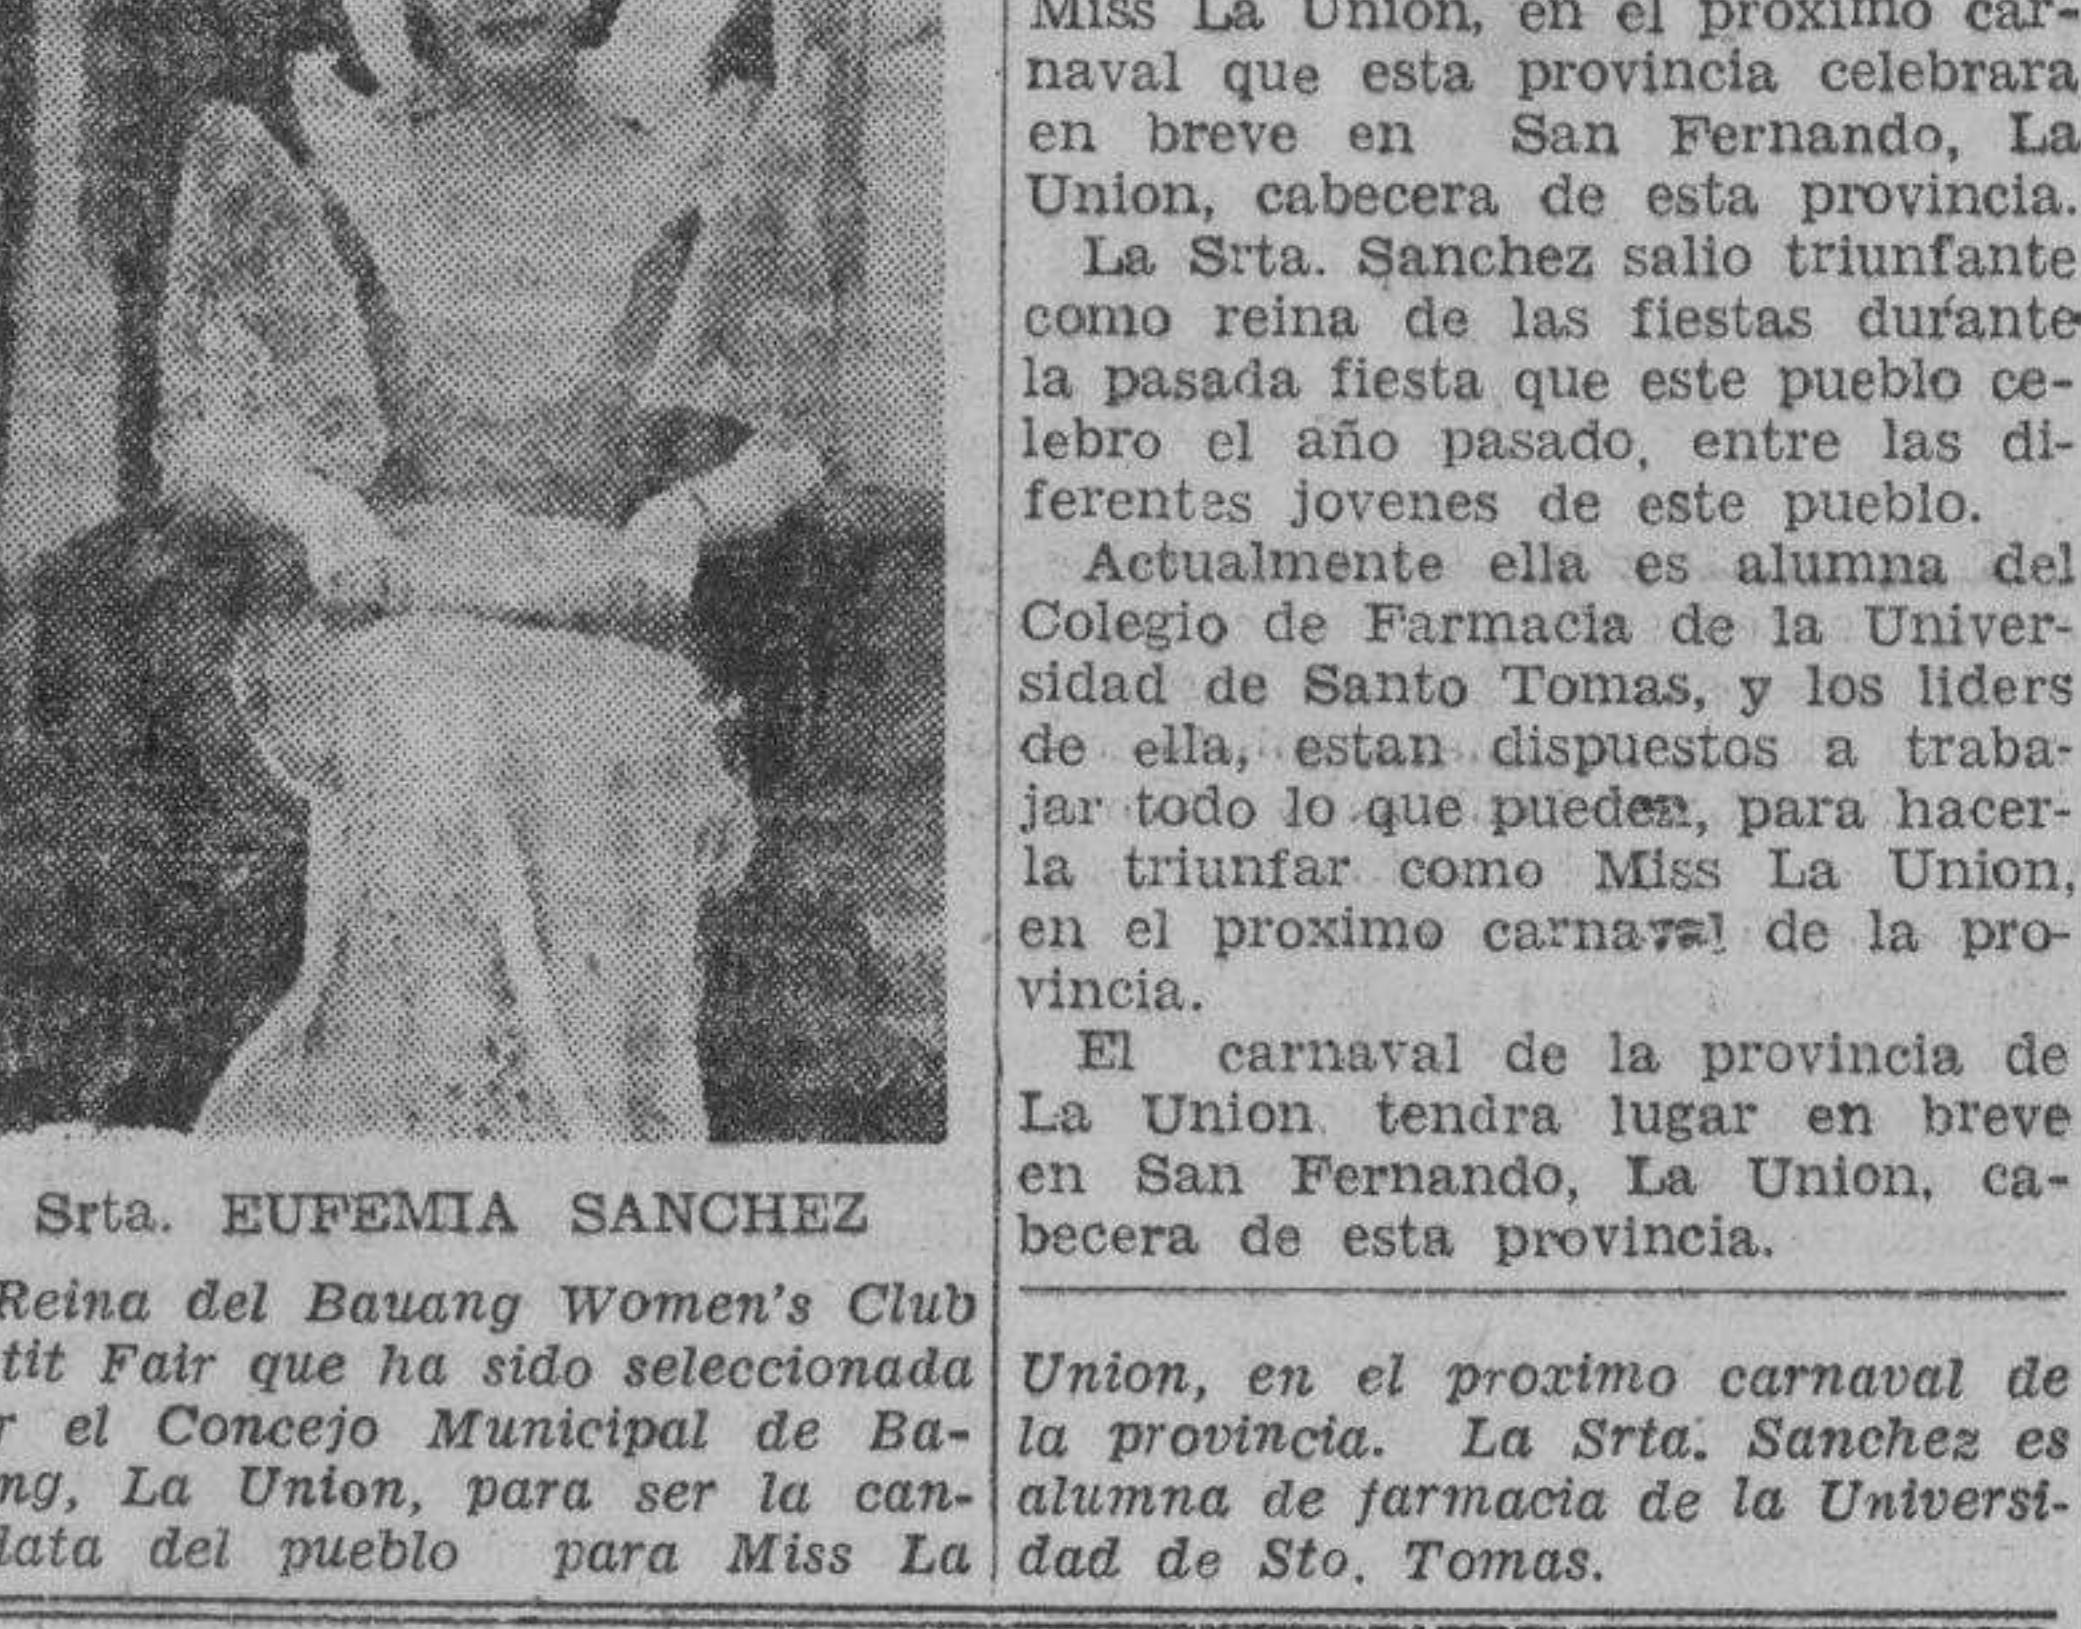 Miss La Union, en el proximo car-
naval que esta provincia celebrara
en breve en San Fernando, La
Union, cabecera de esta provincia.
La Srta. Sanchez salio triunfante
como reina de las fiestas durante
la pasada fiesta que este pueblo ce-
lebro el año pasado, entre las di-
ferentes jovenes de este pueblo.
Actualmente ella es alumna del
Colegio de Farmacia de la Univer-
sidad de Santo Tomas, y los liders
de ella, estan dispuestos a traba-
jar todo lo que pueden, para hacer-
la triunfar como Miss La Union,
en el proximo carnaval de la pro-
vincia.
El carnaval de la provincia de
La Union tendra lugar en breve
en San Fernando, La Union, ca-
becera de esta provincia.
Srta. EUFEMIA SANCHEZ
Reina del Bauang Women's Club
tit Fair que ha sido seleccionada
r el Concejo Municipal de Ba-
ng, La Union, para ser la can-
data del pueblo para Miss La
Union, en el proximo carnaval de
la provincia. La Srta. Sanchez es
alumna de farmacia de la Universi-
dad de Sto. Tomas.